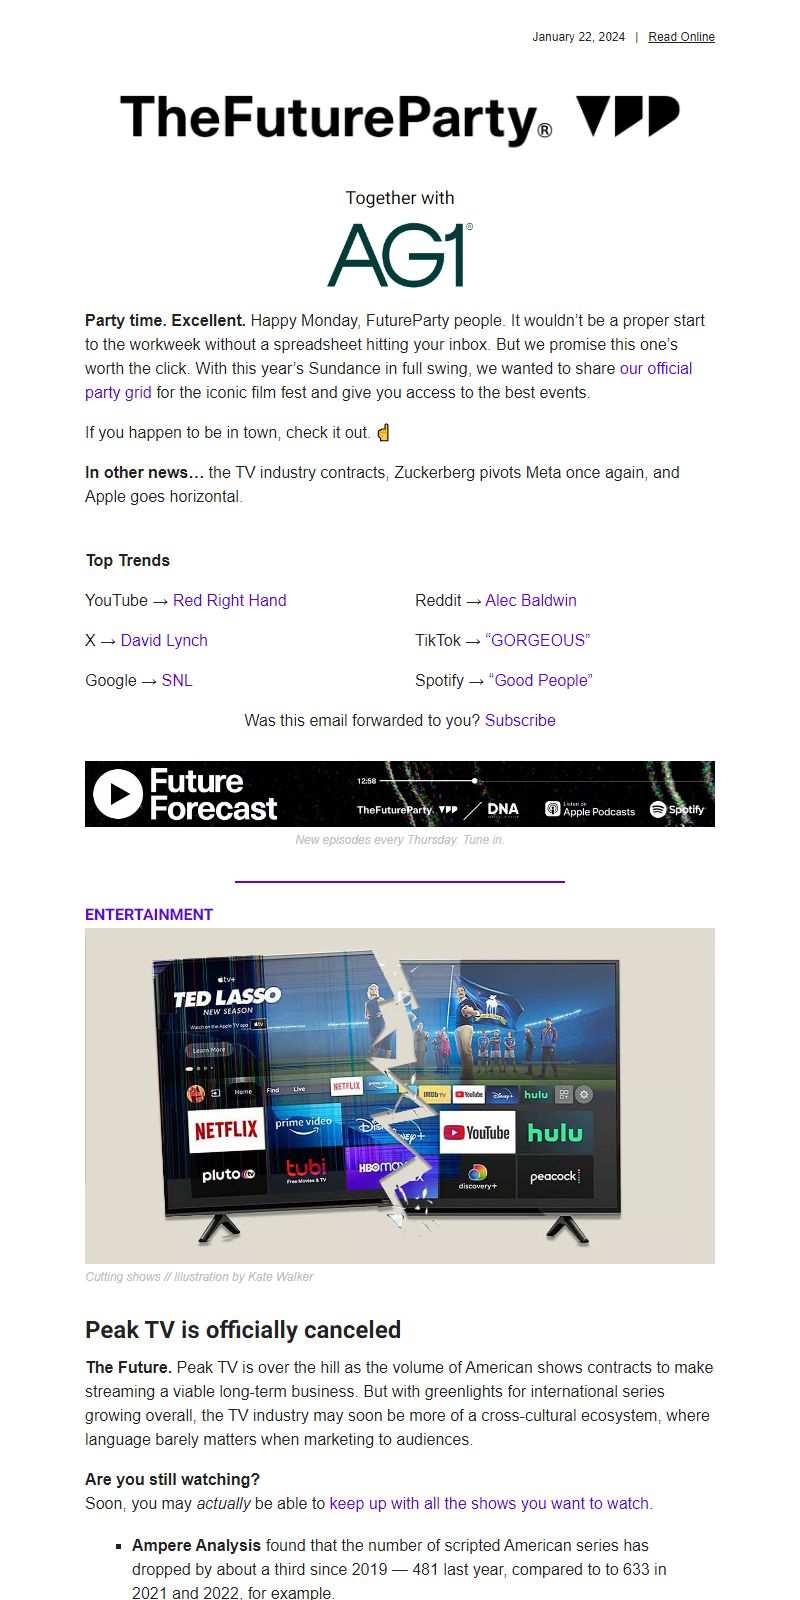 January 22, 2024 | Read Online
TheFutureParty®
Together with
AG1®
Party time. Excellent. Happy Monday, FutureParty people. It wouldn’t be a proper start
to the workweek without a spreadsheet hitting your inbox. But we promise this one’s
worth the click. With this year’s Sundance in full swing, we wanted to share our official
party grid for the iconic film fest and give you access to the best events.
If you happen to be in town, check it out. ☝️
In other news… the TV industry contracts, Zuckerberg pivots Meta once again, and
Apple goes horizontal.
Top Trends
YouTube → Red Right Hand
Reddit → Alec Baldwin
X → David Lynch
TikTok → “GORGEOUS”
Google → SNL
Spotify → “Good People”
Was this email forwarded to you? Subscribe
Future
Forecast
12:58
TheFutureParty. DNA
Listen on
Apple Podcasts
Spotify
New episodes every Thursday. Tune in.
ENTERTAINMENT
tv+
TED LASSO
NEW SEASON
Watch on the Apple TV app tv
Learn More
Home Find Live NETFLIX prime video IMDb TV YouTube Disney+ hulu
NETFLIX prime video YouTube hulu
pluto tv tubi HBO max discovery+ peacock
Free Movies & TV
Cutting shows // Illustration by Kate Walker
Peak TV is officially canceled
The Future. Peak TV is over the hill as the volume of American shows contracts to make
streaming a viable long-term business. But with greenlights for international series
growing overall, the TV industry may soon be more of a cross-cultural ecosystem, where
language barely matters when marketing to audiences.
Are you still watching?
Soon, you may actually be able to keep up with all the shows you want to watch.
▪ Ampere Analysis found that the number of scripted American series has
dropped by about a third since 2019 — 481 last year, compared to to 633 in
2021 and 2022, for example.